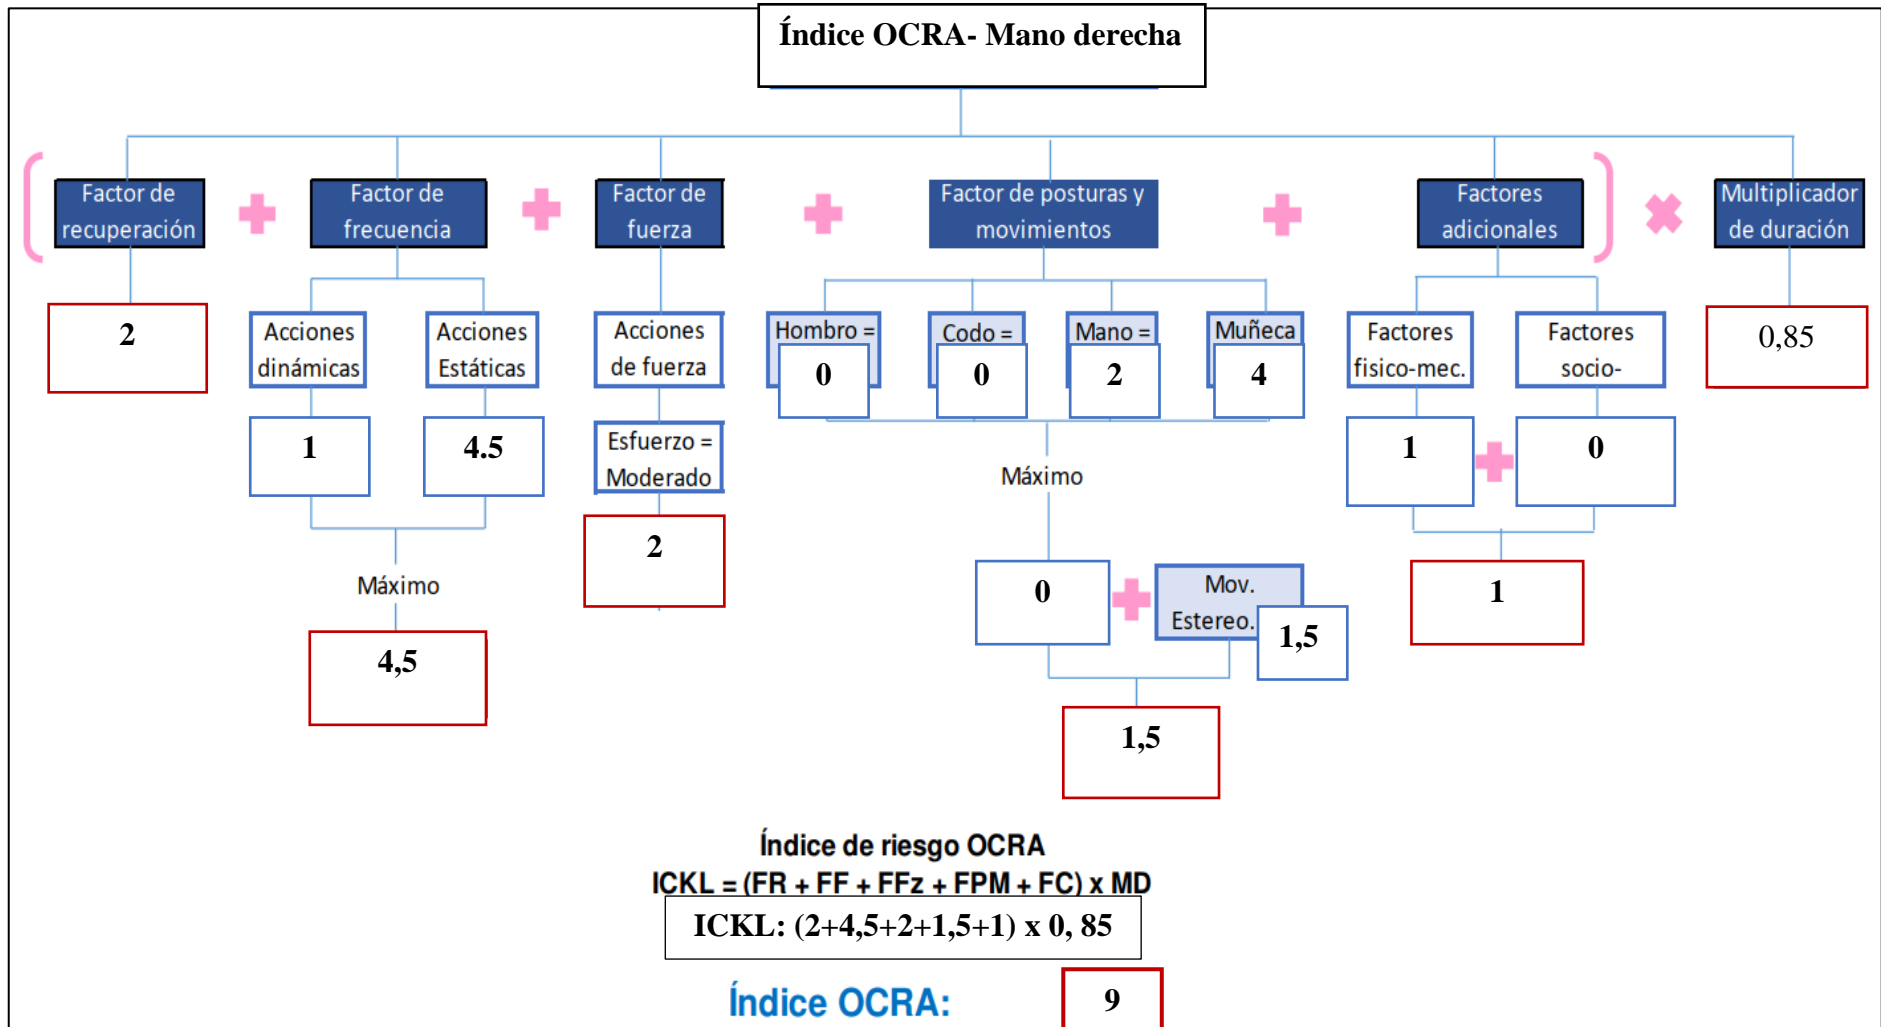 Índice OCRA- Mano derecha
Factor de
recuperación
Factor de
frecuencia
Factor de
fuerza
Factor de posturas y
movimientos
Factores
adicionales
Multiplicador
de duración
2
Acciones
dinámicas
Acciones
Estáticas
Acciones
de fuerza
Hombro =
Codo =
Mano =
Muñeca
0
0
2
4
Factores
fisico-mec.
Factores
socio-
0,85
1
4.5
Esfuerzo =
Moderado
1
0
Máximo
2
Máximo
4,5
0
Mov.
Estereo.
1,5
1
1,5
Índice de riesgo OCRA
ICKL = (FR + FF + FFz + FPM + FC) x MD
ICKL: (2+4,5+2+1,5+1) x 0, 85
Índice OCRA:
9